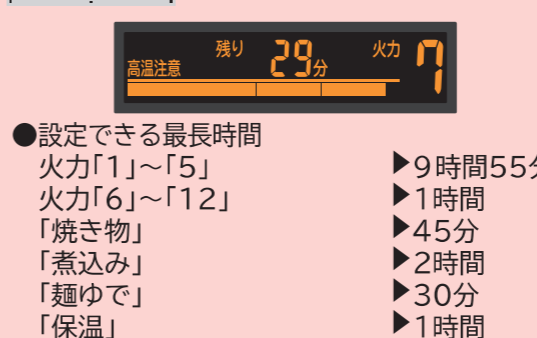 残り 29分 火力 7
高温注意
●設定できる最長時間
火力「1」～「5」 ▶9時間55分
火力「6」～「12」 ▶1時間
「焼き物」 ▶45分
「煮込み」 ▶2時間
「麺ゆで」 ▶30分
「保温」 ▶1時間